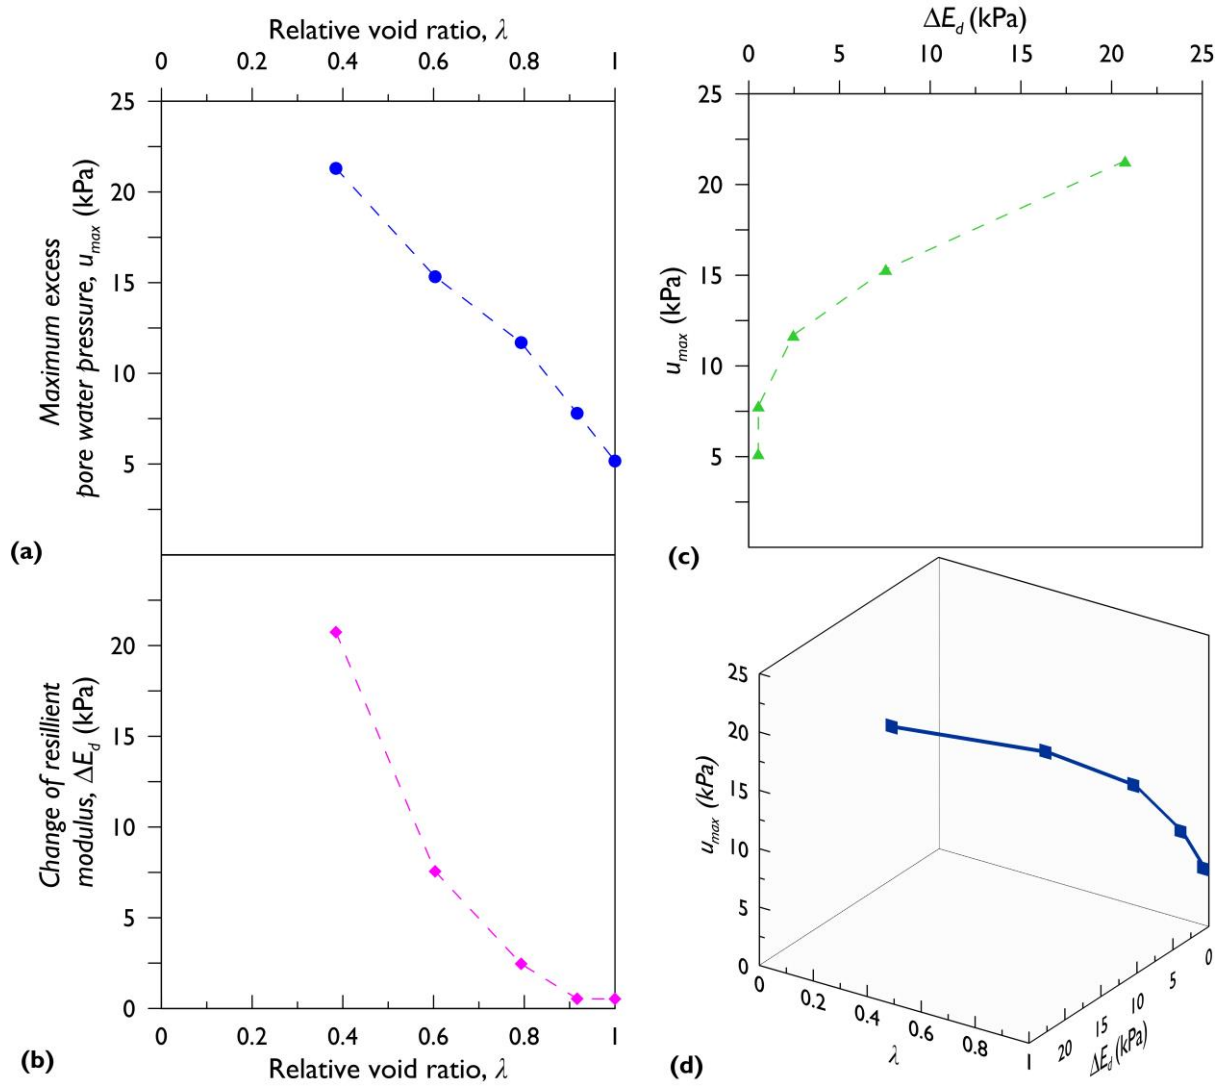 Relative void ratio, λ
0 0.2 0.4 0.6 0.8 1
25
20
15
10
5
Maximum excess
pore water pressure, u_max (kPa)
(a)
20
15
10
5
0
Change of resillient
modulus, ΔE_d (kPa)
0 0.2 0.4 0.6 0.8 1
Relative void ratio, λ
(b)
ΔE_d (kPa)
0 5 10 15 20 25
25
20
15
10
5
u_max (kPa)
(c)
25
20
15
10
5
0
u_max (kPa)
0 0.2 0.4 0.6 0.8 1
λ
20 15 10 5 0
ΔE_d (kPa)
(d)